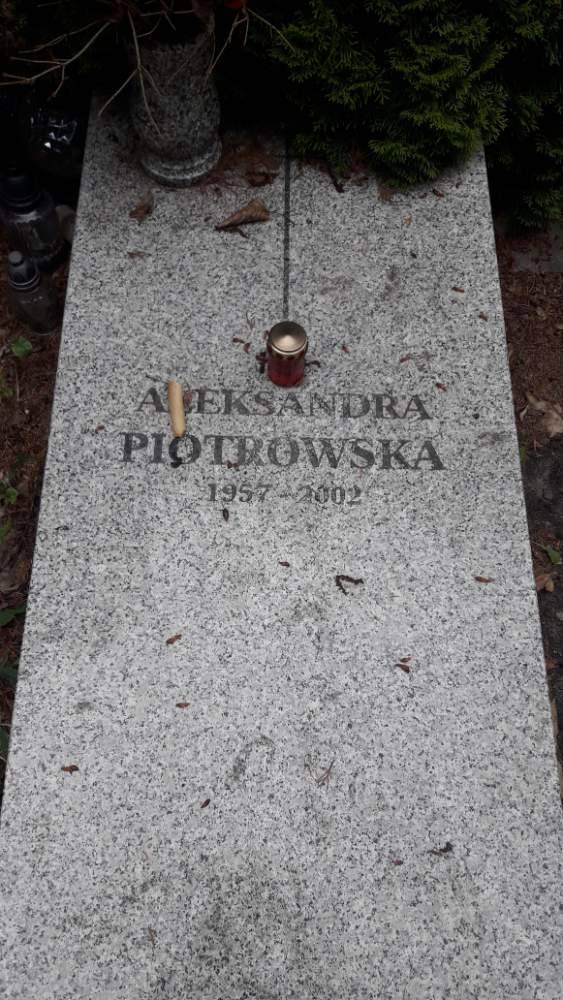 ALEKSANDRA
PIOTROWSKA
1957 - 2002